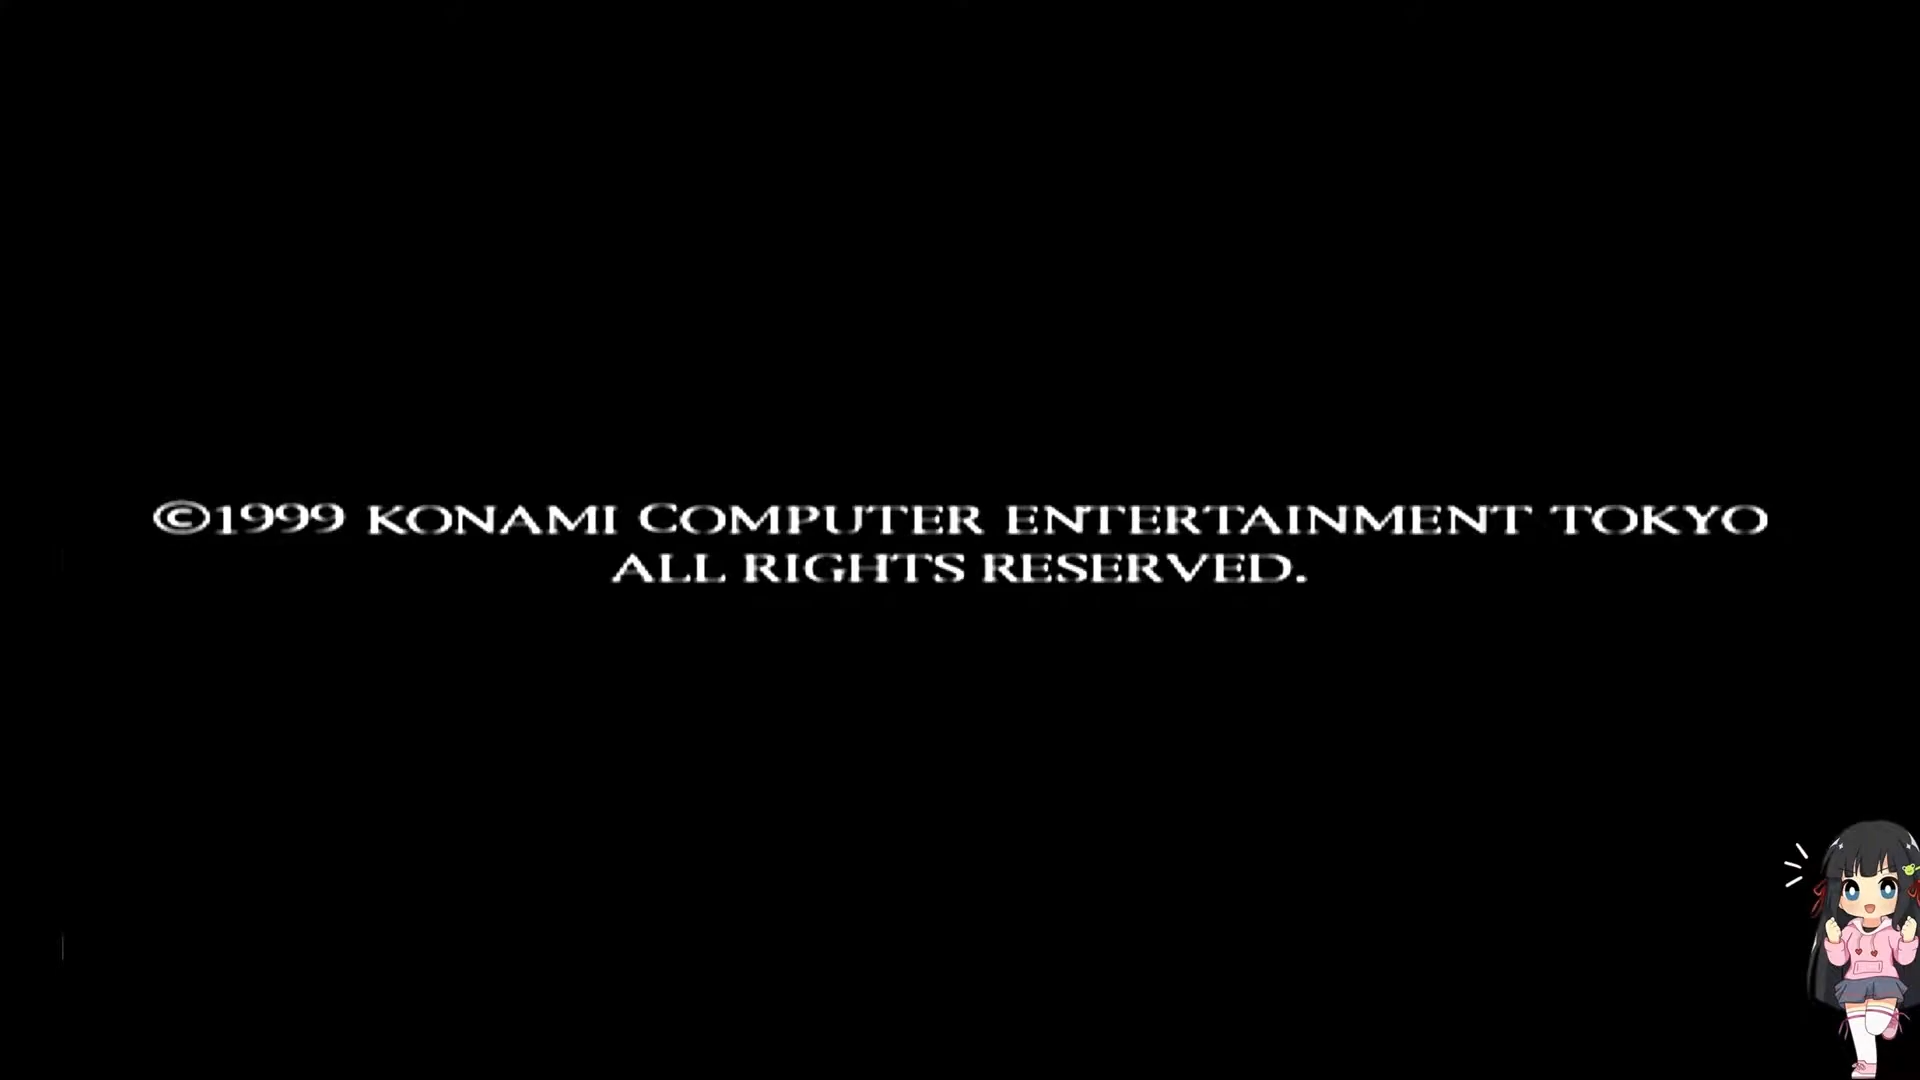 ©1999 KONAMI COMPUTER ENTERTAINMENT TOKYO
ALL RIGHTS RESERVED.